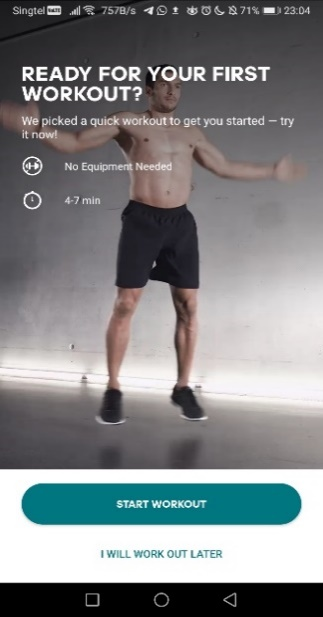 Singtel VoLTE 757B/s 71% 23:04
READY FOR YOUR FIRST
WORKOUT?
We picked a quick workout to get you started — try
it now!
No Equipment Needed
4-7 min
START WORKOUT
I WILL WORK OUT LATER